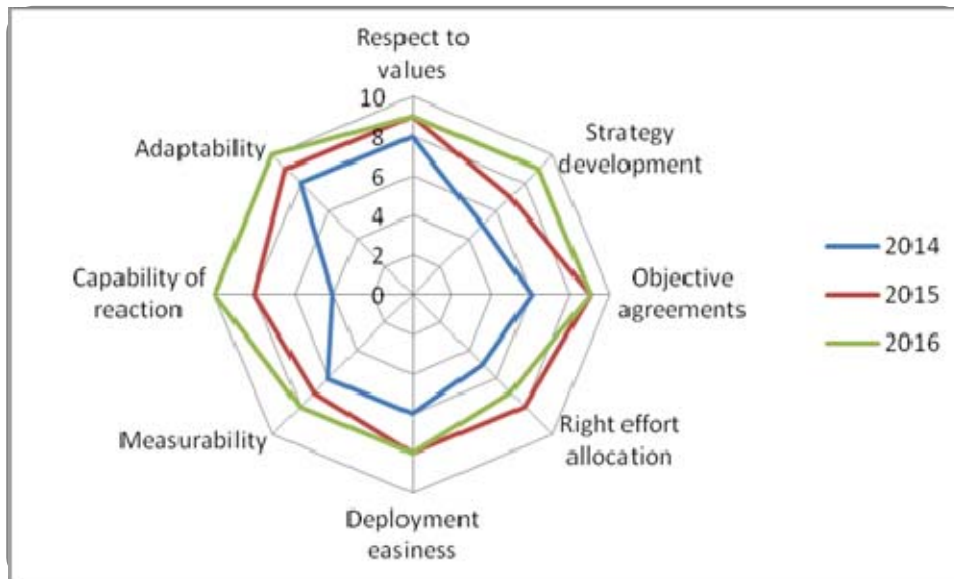 Respect to
values
10
8
6
4
2
0
Strategy
development
Objective
agreements
Right effort
allocation
Deployment
easiness
Measurability
Capability of
reaction
Adaptability
2014
2015
2016